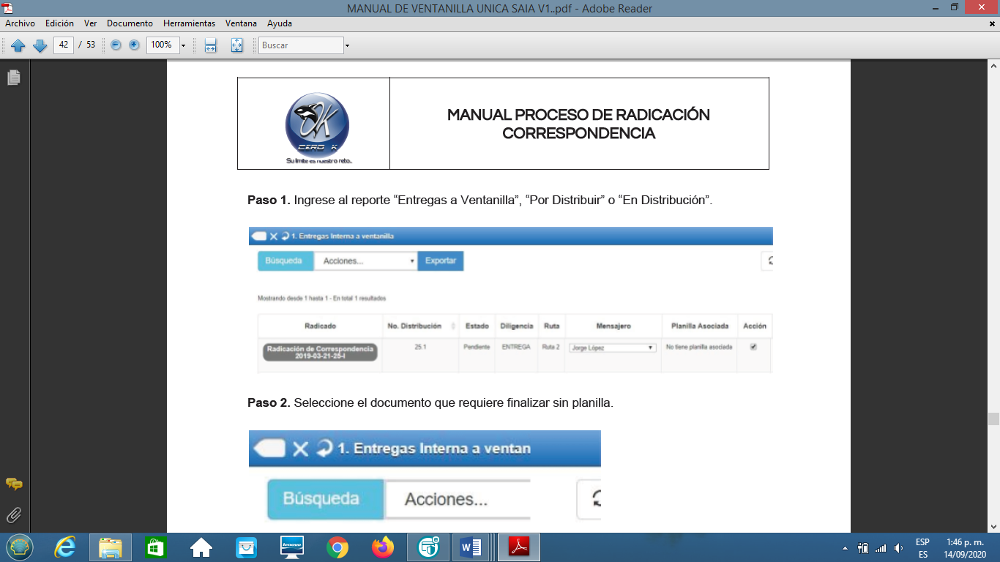 MANUAL DE VENTANILLA UNICA SAIA V1..pdf - Adobe Reader
Archivo Edición Ver Documento Herramientas Ventana Ayuda
42 / 53 100% Buscar
OK
CERO K
Su límite es nuestro reto.
MANUAL PROCESO DE RADICACIÓN
CORRESPONDENCIA
Paso 1. Ingrese al reporte “Entregas a Ventanilla”, “Por Distribuir” o “En Distribución”.
1. Entregas Interna a ventanilla
Búsqueda Acciones... Exportar
Mostrando desde 1 hasta 1 - En total 1 resultados
Radicado No. Distribución Estado Diligencia Ruta Mensajero Planilla Asociada Acción
Radicación de Correspondencia 25.1 Pendiente ENTREGA Ruta 2 Jorge López No tiene planilla asociada
2019-03-21-25-I
Paso 2. Seleccione el documento que requiere finalizar sin planilla.
1. Entregas Interna a ventan
Búsqueda Acciones...
lenovo
8
W
ESP 1:46 p. m.
ES 14/09/2020